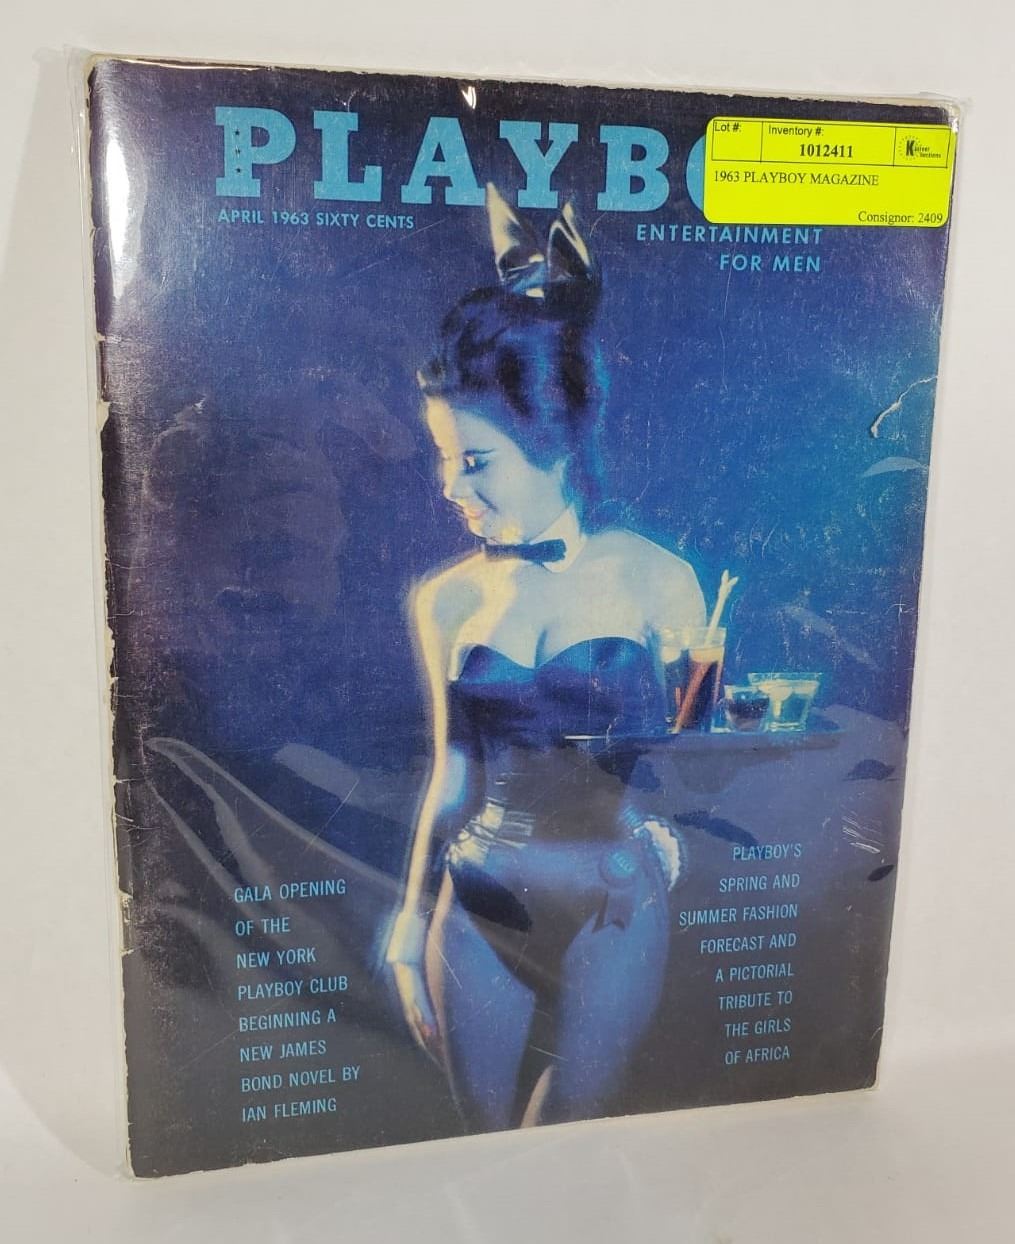 PLAYBO
APRIL 1963 SIXTY CENTS
ENTERTAINMENT
FOR MEN
Lot #:
Inventory #:
1012411
1963 PLAYBOY MAGAZINE
Consignor: 2409
GALA OPENING
OF THE
NEW YORK
PLAYBOY CLUB
BEGINNING A
NEW JAMES
BOND NOVEL BY
IAN FLEMING
PLAYBOY'S
SPRING AND
SUMMER FASHION
FORECAST AND
A PICTORIAL
TRIBUTE TO
THE GIRLS
OF AFRICA